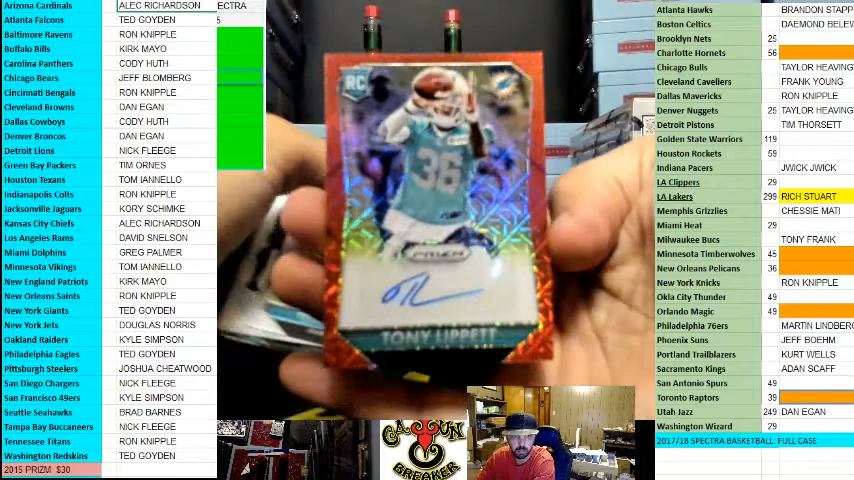 Arizona Cardinals ALEC RICHARDSON ECTRA
Atlanta Falcons TED GOYDEN 5
Baltimore Ravens RON KNIPPLE
Buffalo Bills KIRK MAYO
Carolina Panthers CODY HUTH
Chicago Bears JEFF BLOMBERG
Cincinnati Bengals RON KNIPPLE
Cleveland Browns DAN EGAN
Dallas Cowboys CODY HUTH
Denver Broncos DAN EGAN
Detroit Lions NICK FLEEGE
Green Bay Packers TIM ORNES
Houston Texans TOM IANNELLO
Indianapolis Colts RON KNIPPLE
Jacksonville Jaguars KORY SCHIMKE
Kansas City Chiefs ALEC RICHARDSON
Los Angeles Rams DAVID SNELSON
Miami Dolphins GREG PALMER
Minnesota Vikings TOM IANNELLO
New England Patriots KIRK MAYO
New Orleans Saints RON KNIPPLE
New York Giants TED GOYDEN
New York Jets DOUGLAS NORRIS
Oakland Raiders KYLE SIMPSON
Philadelphia Eagles TED GOYDEN
Pittsburgh Steelers JOSHUA CHEATWOOD
San Diego Chargers NICK FLEEGE
San Francisco 49ers KYLE SIMPSON
Seattle Seahawks BRAD BARNES
Tampa Bay Buccaneers NICK FLEEGE
Tennessee Titans RON KNIPPLE
Washington Redskins TED GOYDEN
2015 PRIZM $30
RC
36
PRIZM
TONY LIPPETT
CAJUN
BREAKER
Atlanta Hawks BRANDON STAPP
Boston Celtics DAEMOND BELEW
Brooklyn Nets 25
Charlotte Hornets 56
Chicago Bulls TAYLOR HEAVING
Cleveland Caveliers FRANK YOUNG
Dallas Mavericks RON KNIPPLE
Denver Nuggets 25 TAYLOR HEAVING
Detroit Pistons TIM THORSETT
Golden State Warriors 119
Houston Rockets 59
Indiana Pacers JWICK JWICK
LA Clippers 29
LA Lakers 299 RICH STUART
Memphis Grizzlies CHESSIE MATI
Miami Heat 29
Milwaukee Bucs TONY FRANK
Minnesota Timberwolves 45
New Orleans Pelicans 36
New York Knicks RON KNIPPLE
Okla City Thunder 49
Orlando Magic 49
Philadelphia 76ers MARTIN LINDBERG
Phoenix Suns JEFF BOEHM
Portland Trailblazers KURT WELLS
Sacramento Kings ADAN SCAFF
San Antonio Spurs 49
Toronto Raptors 39
Utah Jazz 249 DAN EGAN
Washington Wizard 29
2017/18 SPECTRA BASKETBALL FULL CASE